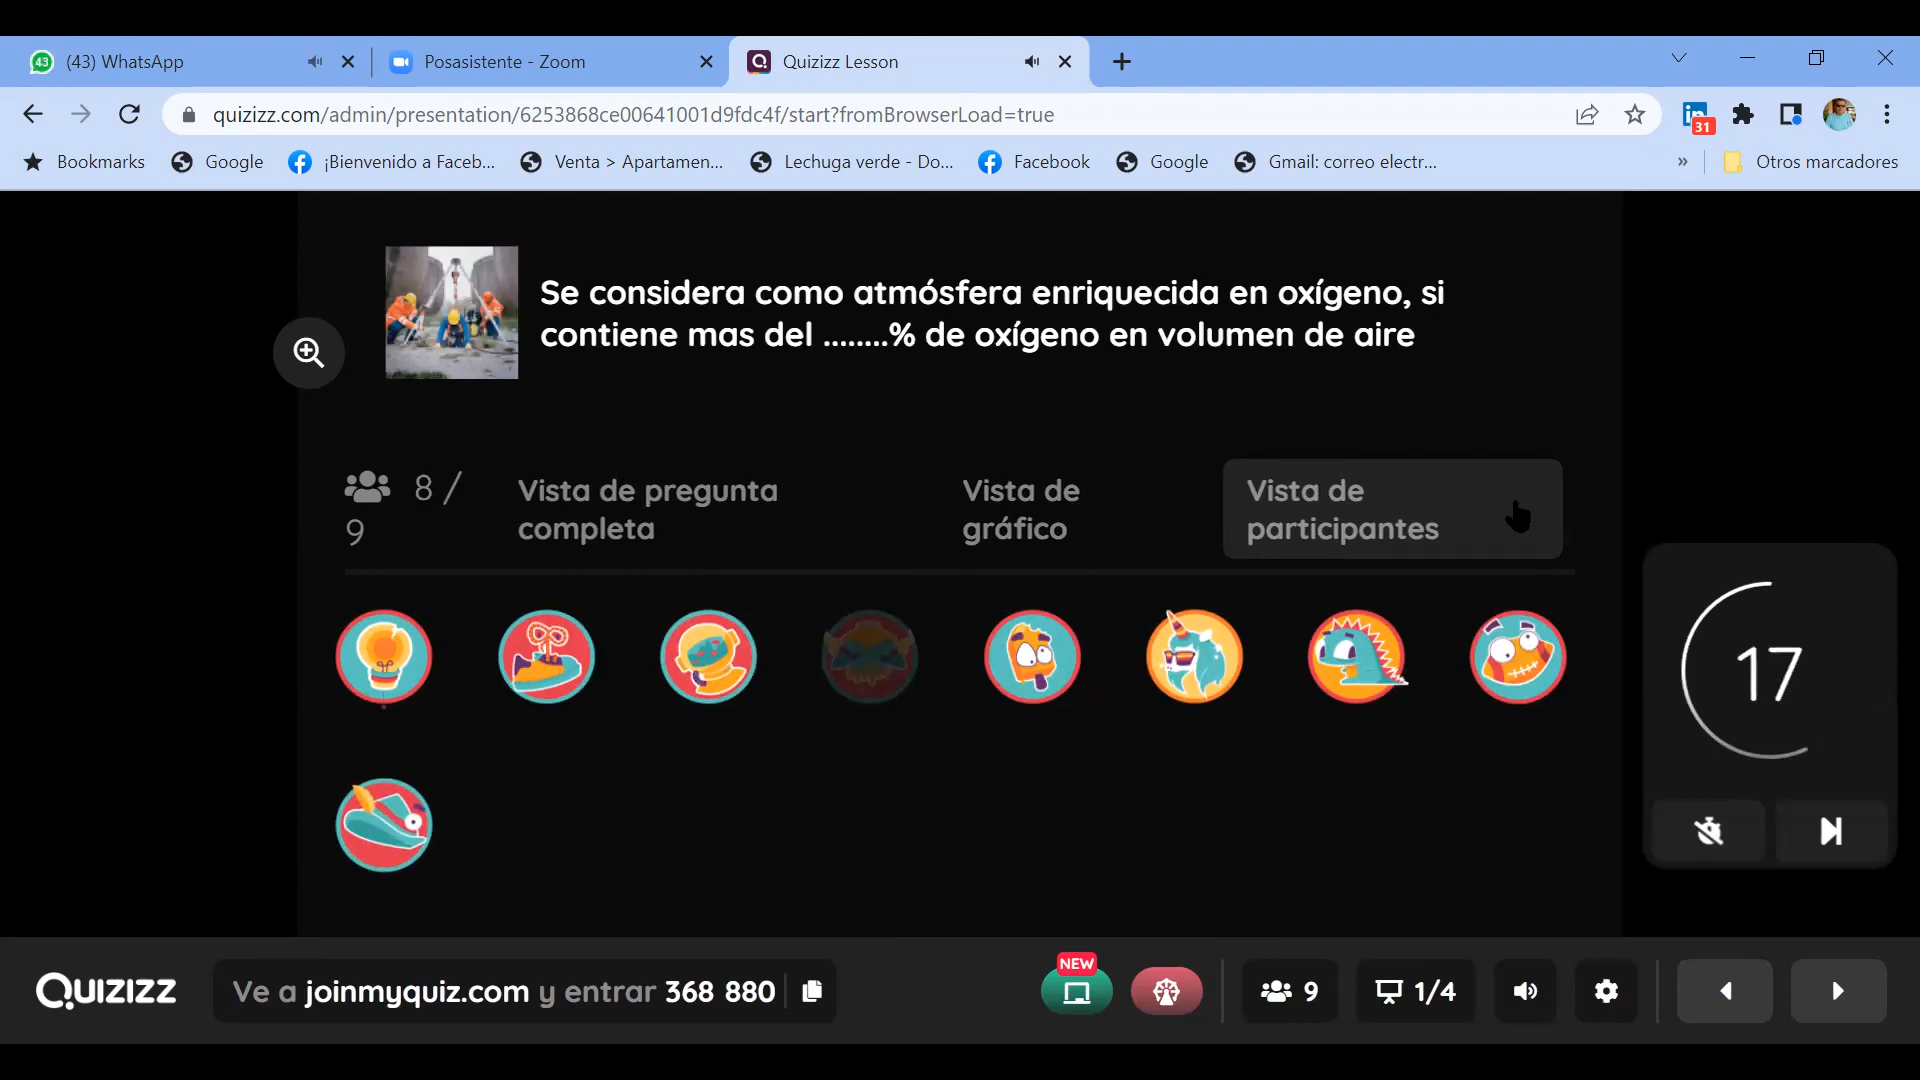 43
(43) WhatsApp
Posasistente - Zoom
Quizizz Lesson
quizizz.com/admin/presentation/6253868ce00641001d9fdc4f/start?fromBrowserLoad=true
31
Bookmarks
Google
¡Bienvenido a Faceb...
Venta > Apartamen...
Lechuga verde - Do...
Facebook
Google
Gmail: correo electr...
»
Otros marcadores
Se considera como atmósfera enriquecida en oxígeno, si
contiene mas del ........% de oxígeno en volumen de aire
8 /
9
Vista de pregunta
completa
Vista de
gráfico
Vista de
participantes
17
Quizizz
Ve a joinmyquiz.com y entrar 368 880
NEW
9
1/4